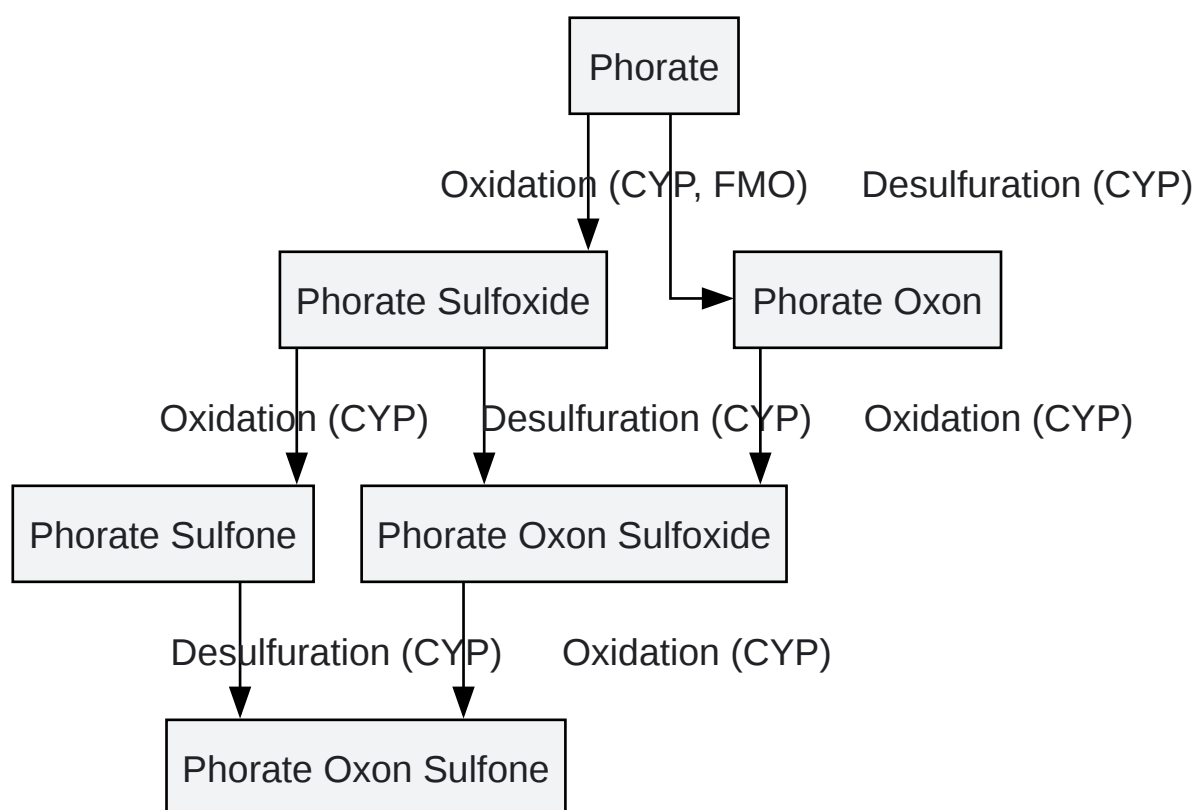 Phorate
Oxidation (CYP, FMO)
Desulfuration (CYP)
Phorate Sulfoxide
Phorate Oxon
Oxidation (CYP)
Desulfuration (CYP)
Oxidation (CYP)
Phorate Sulfone
Phorate Oxon Sulfoxide
Desulfuration (CYP)
Oxidation (CYP)
Phorate Oxon Sulfone